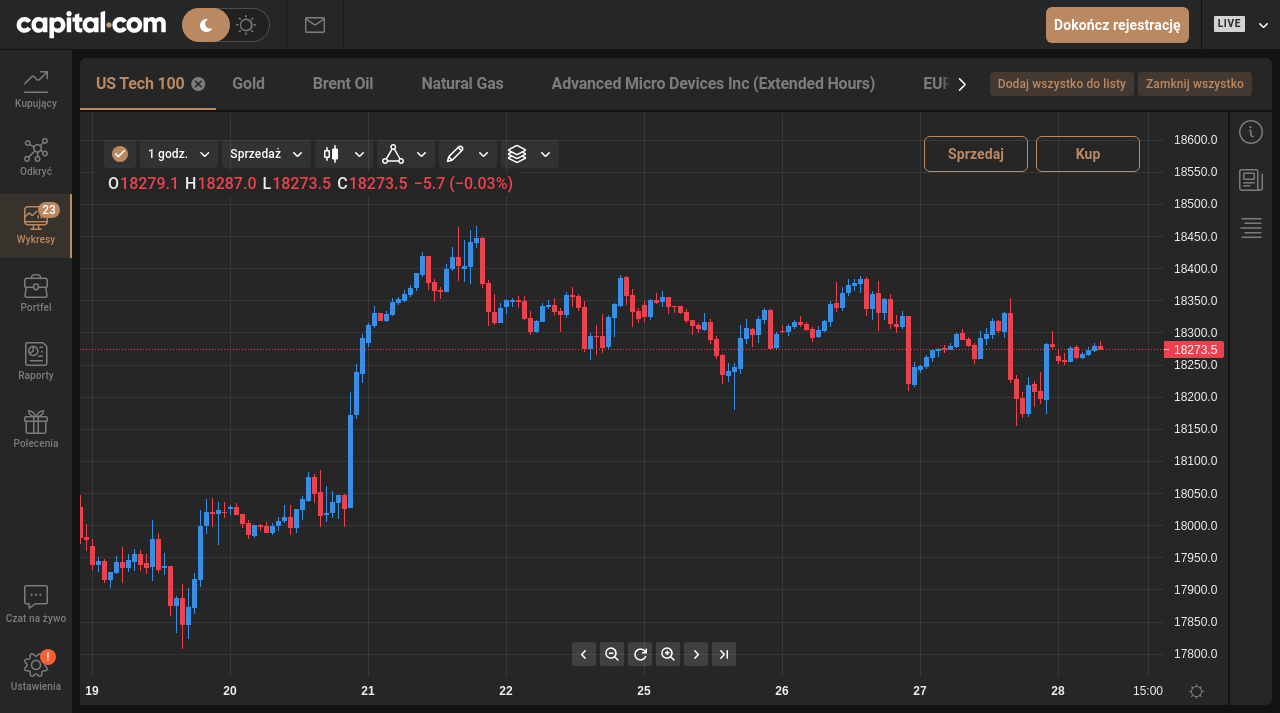 capital.com
Dokończ rejestrację
LIVE
Kupujący
Odkryć
23
Wykresy
Portfel
Raporty
Polecenia
Czat na żywo
!
Ustawienia
US Tech 100
Gold
Brent Oil
Natural Gas
Advanced Micro Devices Inc (Extended Hours)
EUR
Dodaj wszystko do listy
Zamknij wszystko
1 godz.
Sprzedaż
Sprzedaj
Kup
O18279.1 H18287.0 L18273.5 C18273.5 −5.7 (−0.03%)
18600.0
18550.0
18500.0
18450.0
18400.0
18350.0
18300.0
18273.5
18250.0
18200.0
18150.0
18100.0
18050.0
18000.0
17950.0
17900.0
17850.0
17800.0
19 20 21 22 25 26 27 28 15:00